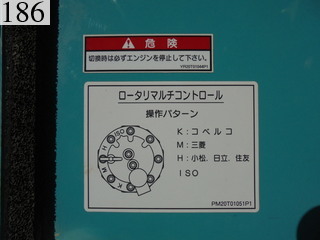 186
危険
切換時は必ずエンジンを停止して下さい。
ロータリマルチコントロール
操作パターン
K：コベルコ
M：三菱
H：小松、日立、住友
ISO
ISO
H
M
K
PM20T01051P1